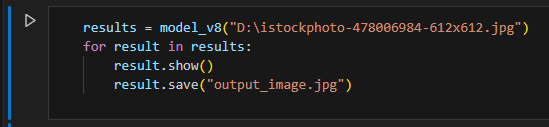 results = model_v8("D:\istockphoto-478006984-612x612.jpg")
for result in results:
    result.show()
    result.save("output_image.jpg")